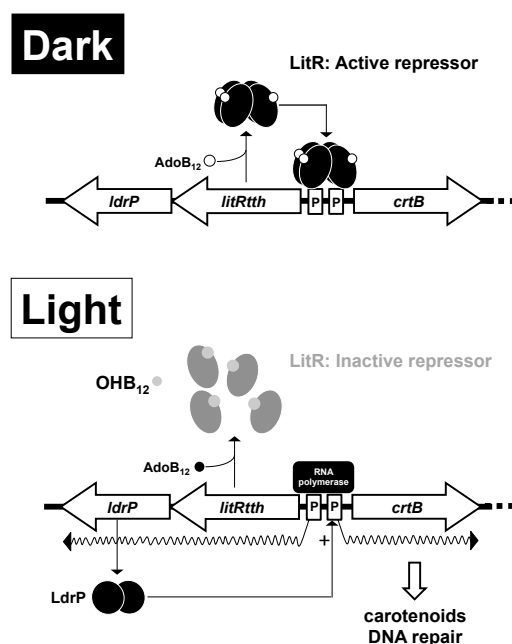 Dark
LitR: Active repressor
AdoB12
ldrP
litRtth
P
P
crtB
Light
LitR: Inactive repressor
OHB12
AdoB12
RNA
polymerase
ldrP
litRtth
P
P
crtB
+
LdrP
carotenoids
DNA repair